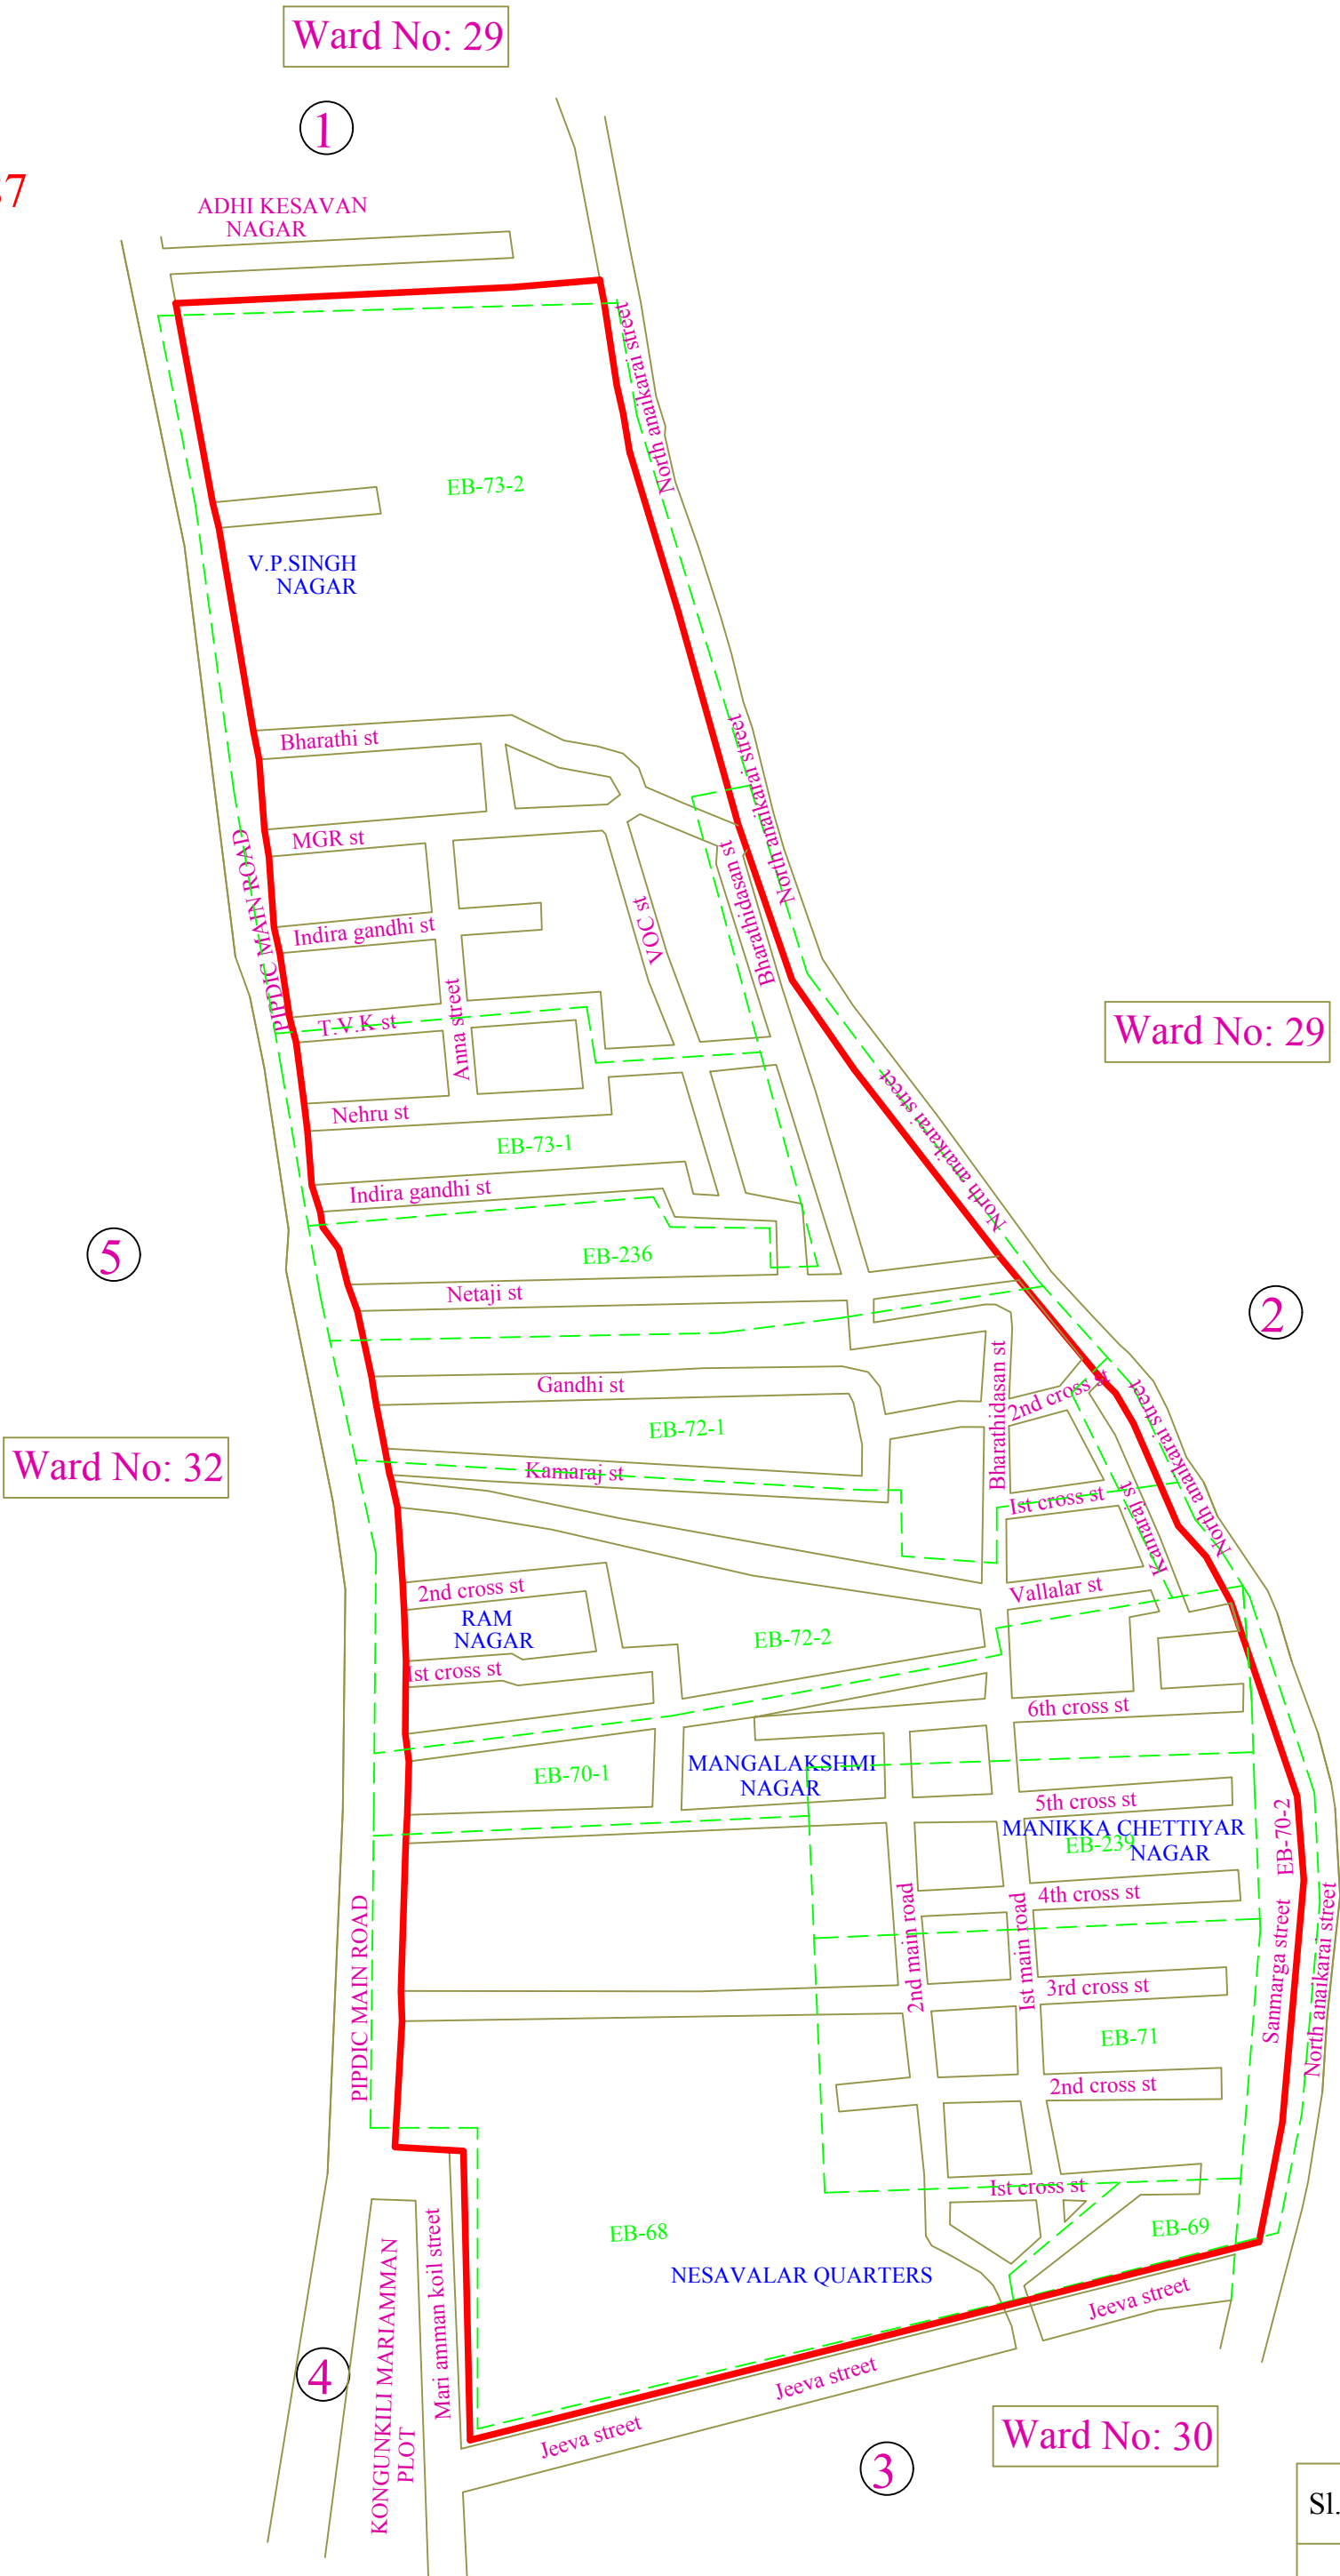 Ward No: 29
1
37
ADHI KESAVAN
NAGAR
North anaikarai street
EB-73-2
V.P.SINGH
NAGAR
Bharathi st
North anaikarai street
MGR st
PIPDIC MAIN ROAD
Bharathidasan st
Indira gandhi st
VOC st
Anna street
T.V.K st
Ward No: 29
North anaikarai street
Nehru st
EB-73-1
Indira gandhi st
5
EB-236
Netaji st
2
Gandhi st
Bharathidasan st
2nd cross st
North anaikarai street
EB-72-1
Ward No: 32
Kamaraj st
Ist cross st
Kamaraj st
2nd cross st
Vallalar st
RAM
NAGAR
EB-72-2
Ist cross st
6th cross st
EB-70-1
MANGALAKSHMI
NAGAR
5th cross st
MANIKKA CHETTIYAR
NAGAR
EB-239
EB-70-2
4th cross st
PIPDIC MAIN ROAD
2nd main road
Ist main road
Sanmarga street
North anaikarai street
3rd cross st
EB-71
2nd cross st
Ist cross st
EB-68
EB-69
NESAVALAR QUARTERS
Jeeva street
Mari amman koil street
KONGUNKILI MARIAMMAN
PLOT
4
Jeeva street
Jeeva street
Ward No: 30
3
Sl.